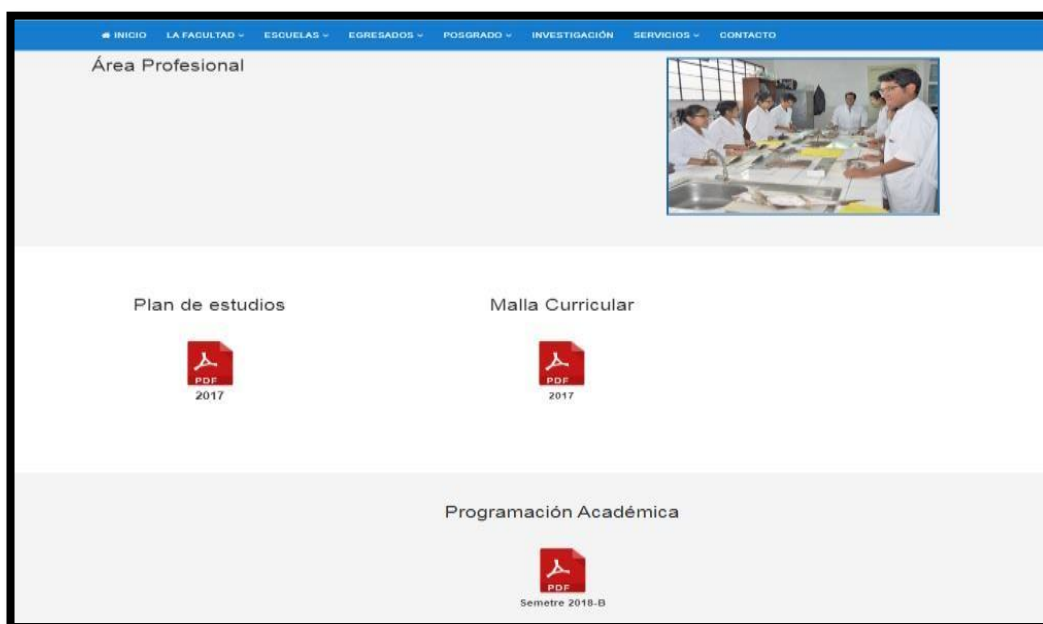 INICIO LA FACULTAD ESCUELAS EGRESADOS POSGRADO INVESTIGACIÓN SERVICIOS CONTACTO
Área Profesional
Plan de estudios
PDF
2017
Malla Curricular
PDF
2017
Programación Académica
PDF
Semetre 2018-B